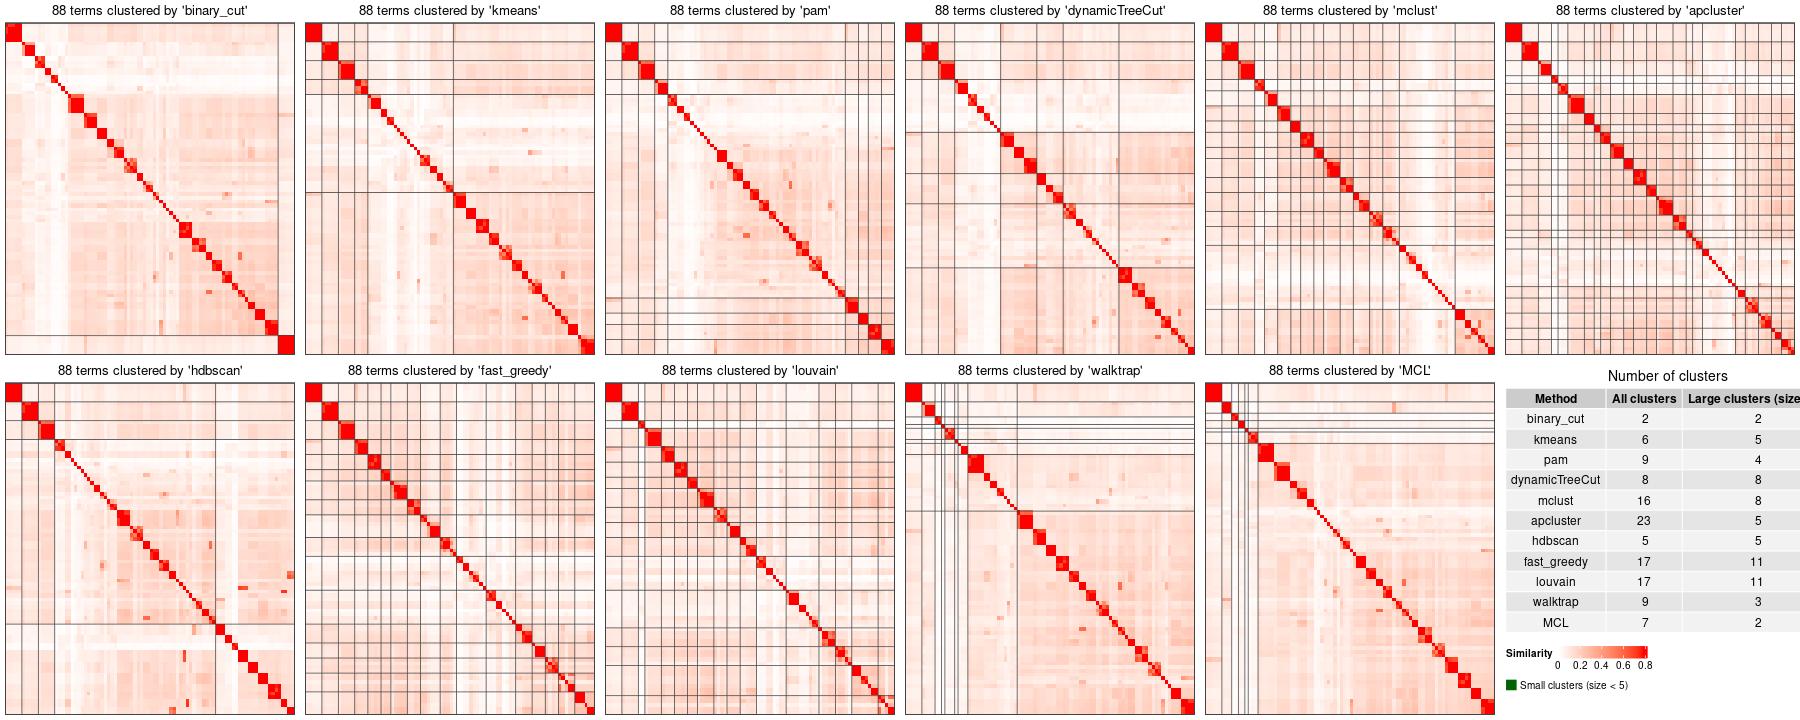 88 terms clustered by 'binary_cut'
88 terms clustered by 'kmeans'
88 terms clustered by 'pam'
88 terms clustered by 'dynamicTreeCut'
88 terms clustered by 'mclust'
88 terms clustered by 'apcluster'
88 terms clustered by 'hdbscan'
88 terms clustered by 'fast_greedy'
88 terms clustered by 'louvain'
88 terms clustered by 'walktrap'
88 terms clustered by 'MCL'
Number of clusters
Method All clusters Large clusters (size
binary_cut 2 2
kmeans 6 5
pam 9 4
dynamicTreeCut 8 8
mclust 16 8
apcluster 23 5
hdbscan 5 5
fast_greedy 17 11
louvain 17 11
walktrap 9 3
MCL 7 2
Similarity
0 0.2 0.4 0.6 0.8
Small clusters (size < 5)